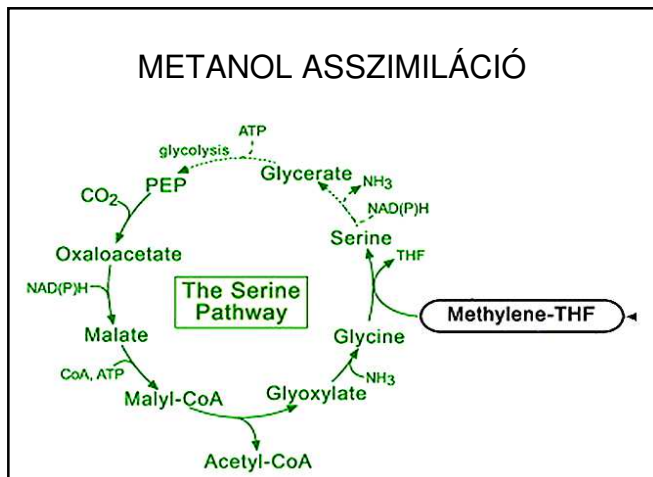 METANOL ASSZIMILÁCIÓ
ATP
glycolysis
PEP
Glycerate
NH3
CO2
NAD(P)H
Oxaloacetate
Serine
THF
NAD(P)H
The Serine
Pathway
Methylene-THF
Malate
Glycine
CoA, ATP
NH3
Malyl-CoA
Glyoxylate
Acetyl-CoA